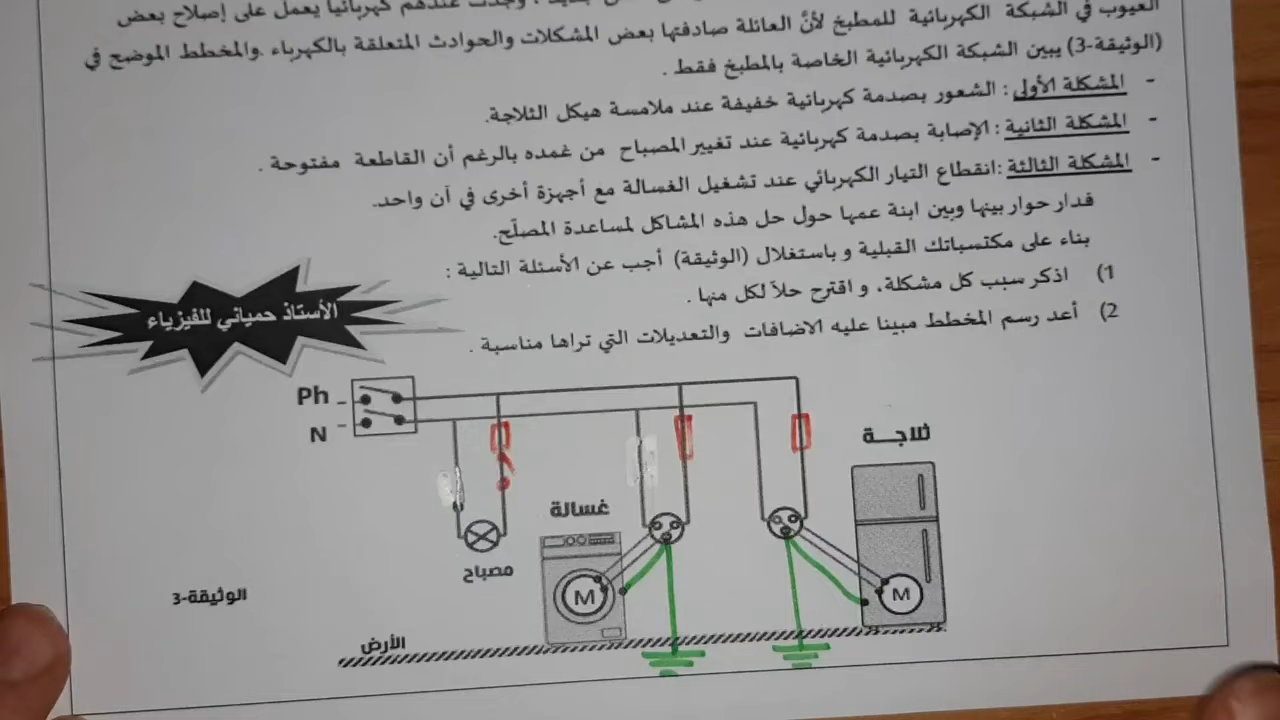 العيوب في الشبكة الكهربائية للمطبخ لأنَّ العائلة صادفتها بعض المشكلات والحوادث المتعلقة بالكهرباء .والمخطط الموضح في
(الوثيقة-3) يبين الشبكة الكهربائية الخاصة بالمطبخ فقط .
- المشكلة الأولى : الشعور بصدمة كهربائية خفيفة عند ملامسة هيكل الثلاجة.
- المشكلة الثانية : الإصابة بصدمة كهربائية عند تغيير المصباح من غمده بالرغم أن القاطعة مفتوحة .
- المشكلة الثالثة :انقطاع التيار الكهربائي عند تشغيل الغسالة مع أجهزة أخرى في آن واحد.
قدار حوار بينها وبين ابنة عمها حول حل هذه المشاكل لمساعدة المصلّح.
بناء على مكتسباتك القبلية و باستغلال (الوثيقة) أجب عن الأسئلة التالية :
1) اذكر سبب كل مشكلة، و اقترح حلاّ لكل منها .
2) أعد رسم المخطط مبينا عليه الاضافات والتعديلات التي تراها مناسبة .
الأستاذ حمياني للفيزياء
Ph
N
ثلاجة
غسالة
مصباح
M
M
الوثيقة-3
الأرض